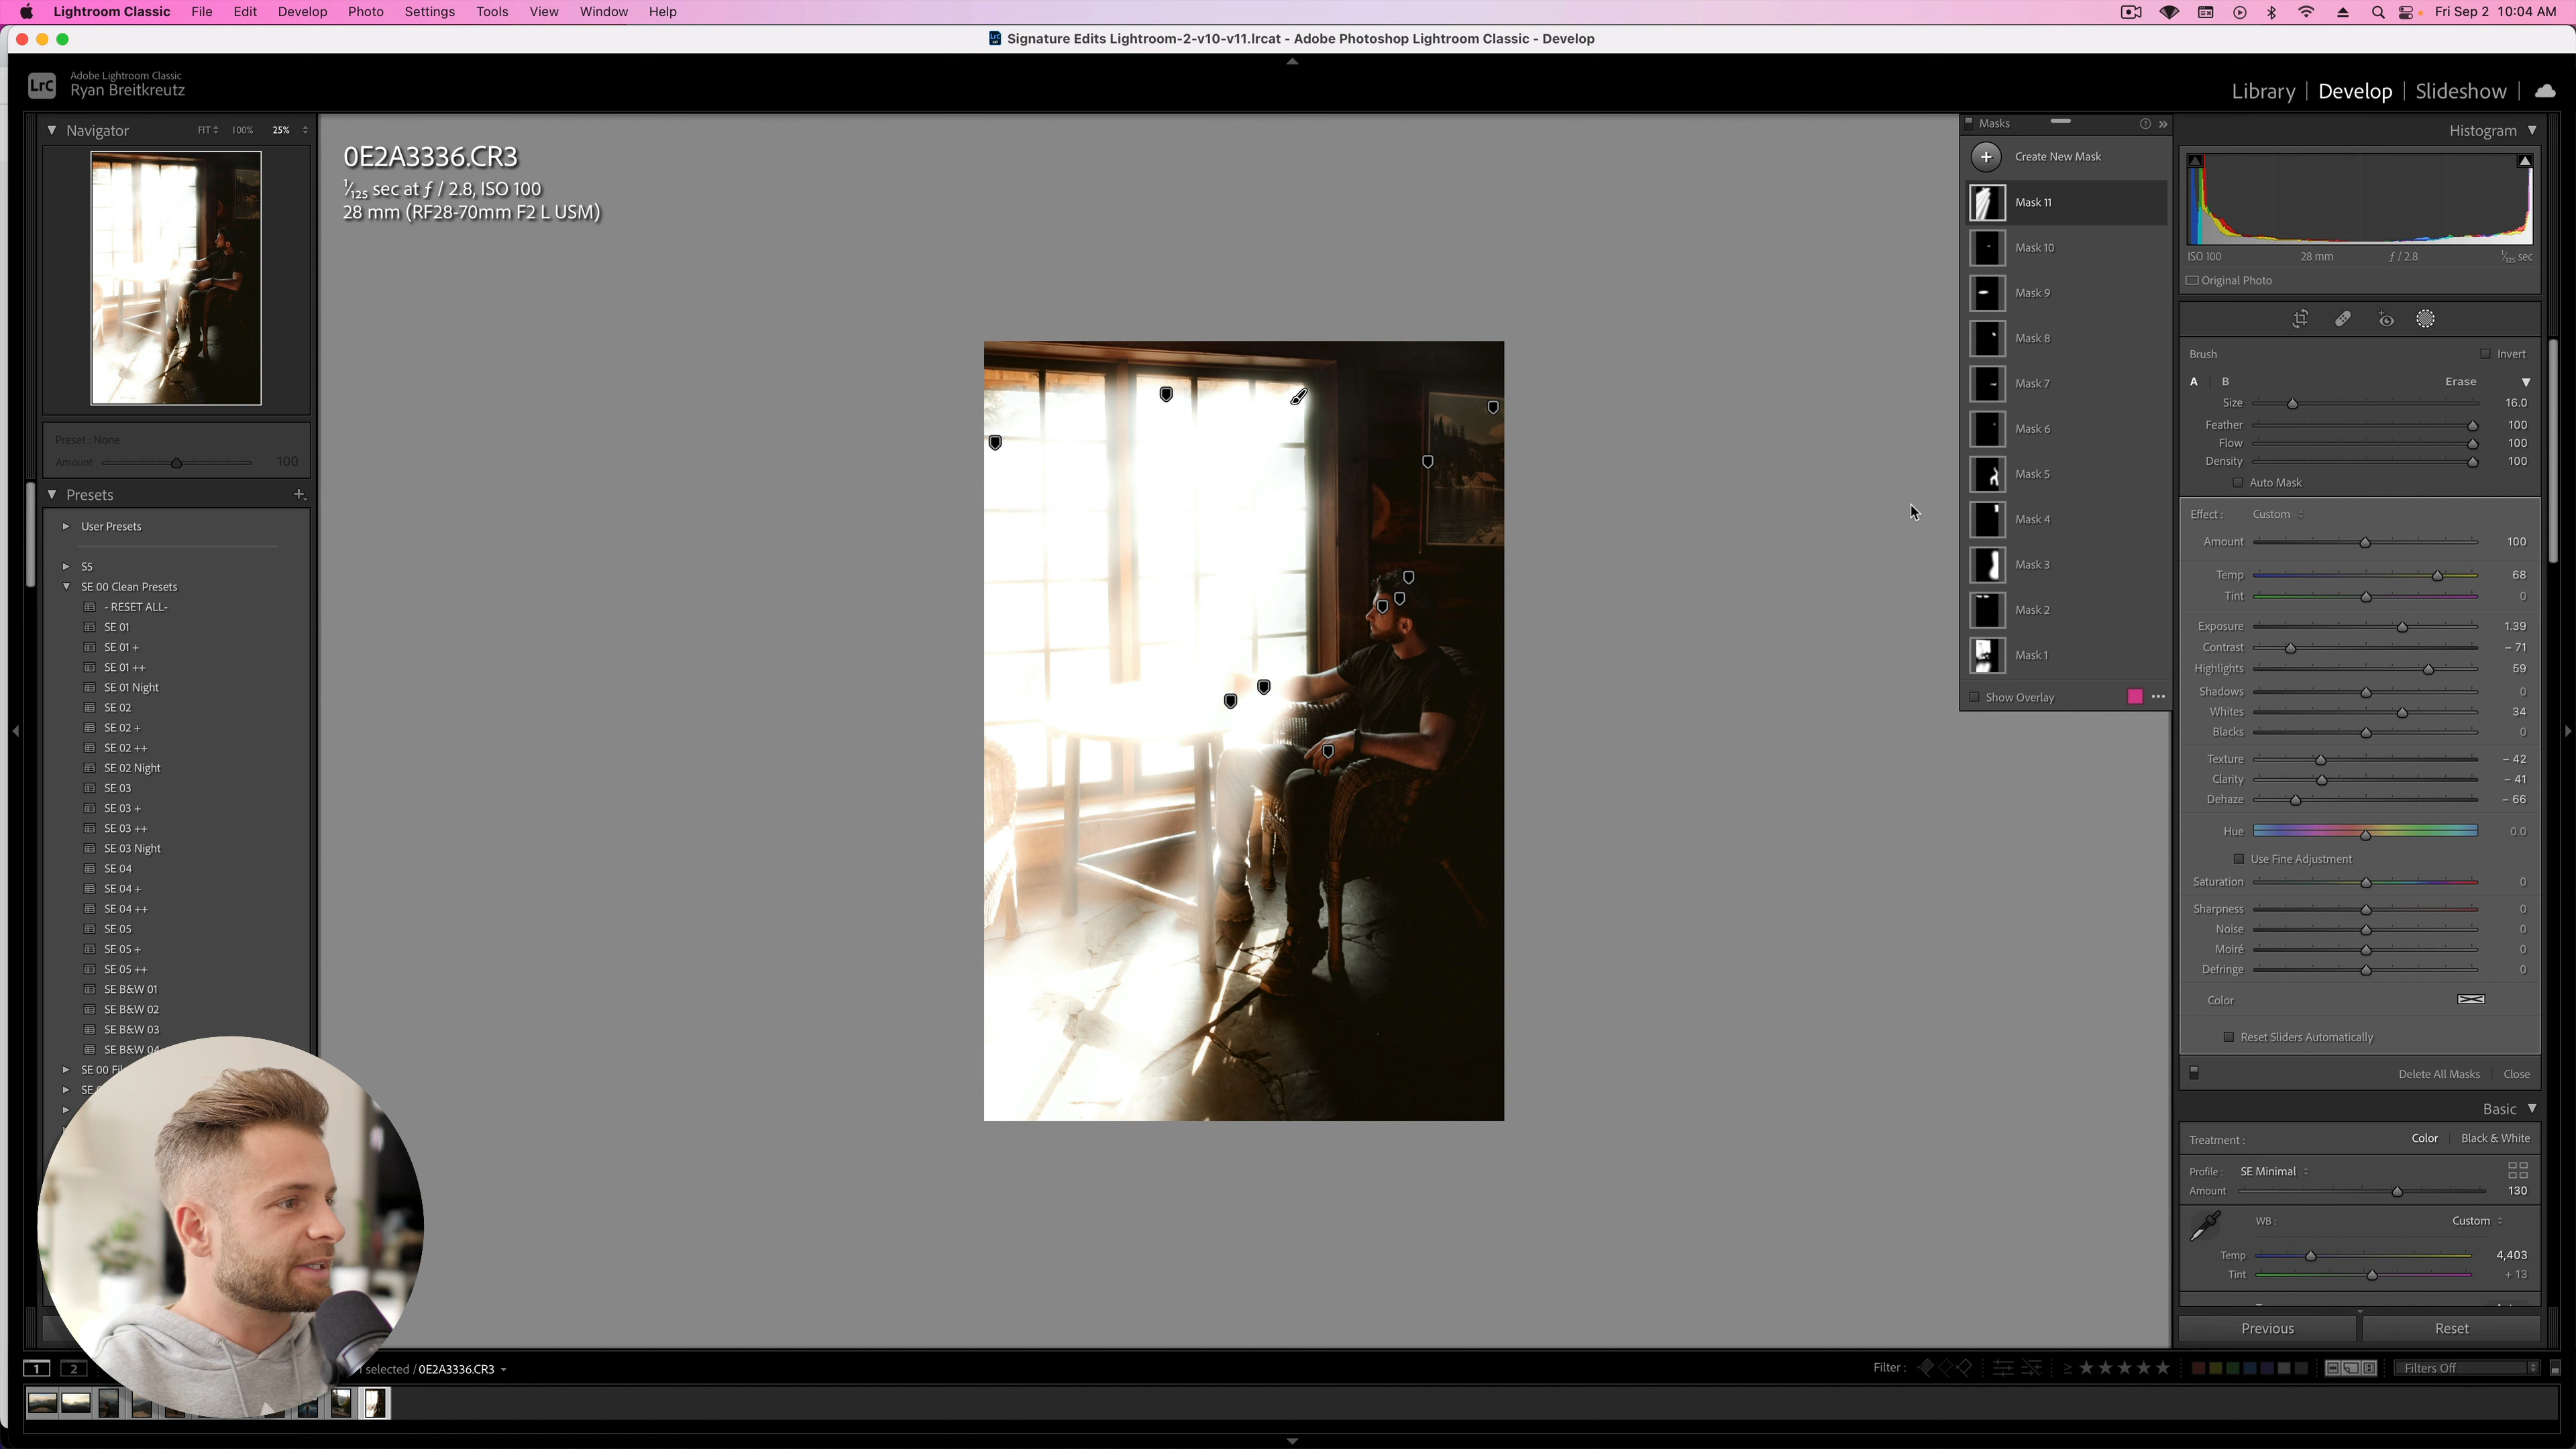 Lightroom Classic File Edit Develop Photo Settings Tools View Window Help Fri Sep 2 10:04 AM
Signature Edits Lightroom-2-v10-v11.lrcat - Adobe Photoshop Lightroom Classic - Develop
LrC
Adobe Lightroom Classic
Ryan Breitkreutz
Library | Develop | Slideshow |
Navigator FIT 100% 25%
Preset : None
Amount 100
Presets
User Presets
S5
SE 00 Clean Presets
- RESET ALL-
SE 01
SE 01 +
SE 01 ++
SE 01 Night
SE 02
SE 02 +
SE 02 ++
SE 02 Night
SE 03
SE 03 +
SE 03 ++
SE 03 Night
SE 04
SE 04 +
SE 04 ++
SE 05
SE 05 +
SE 05 ++
SE B&W 01
SE B&W 02
SE B&W 03
SE B&W 04
SE 00
0E2A3336.CR3
1/125 sec at ƒ / 2.8, ISO 100
28 mm (RF28-70mm F2 L USM)
Masks
Create New Mask
Mask 11
Mask 10
Mask 9
Mask 8
Mask 7
Mask 6
Mask 5
Mask 4
Mask 3
Mask 2
Mask 1
Show Overlay
Histogram
ISO 100 28 mm ƒ / 2.8 1/125 sec
Original Photo
Brush Invert
A B Erase
Size 16.0
Feather 100
Flow 100
Density 100
Auto Mask
Effect : Custom
Amount 100
Temp 68
Tint 0
Exposure 1.39
Contrast – 71
Highlights 59
Shadows 0
Whites 34
Blacks 0
Texture – 42
Clarity – 41
Dehaze – 66
Hue 0.0
Use Fine Adjustment
Saturation 0
Sharpness 0
Noise 0
Moiré 0
Defringe 0
Color
Reset Sliders Automatically
Delete All Masks Close
Basic
Treatment : Color | Black & White
Profile : SE Minimal
Amount 130
WB : Custom
Temp 4,403
Tint + 13
Previous Reset
1 2 selected / 0E2A3336.CR3 Filter : ≥ Filters Off